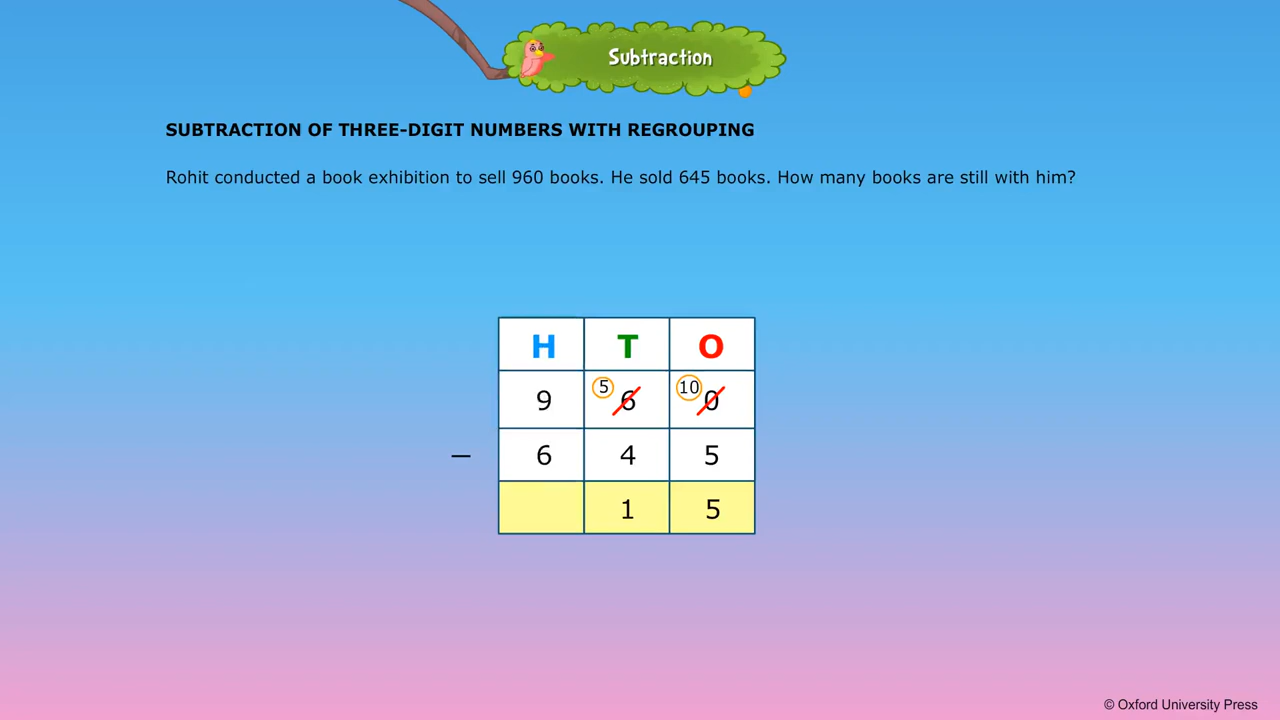 Subtraction
SUBTRACTION OF THREE-DIGIT NUMBERS WITH REGROUPING
Rohit conducted a book exhibition to sell 960 books. He sold 645 books. How many books are still with him?
H T O
9 5 6 10 0
− 6 4 5
1 5
© Oxford University Press